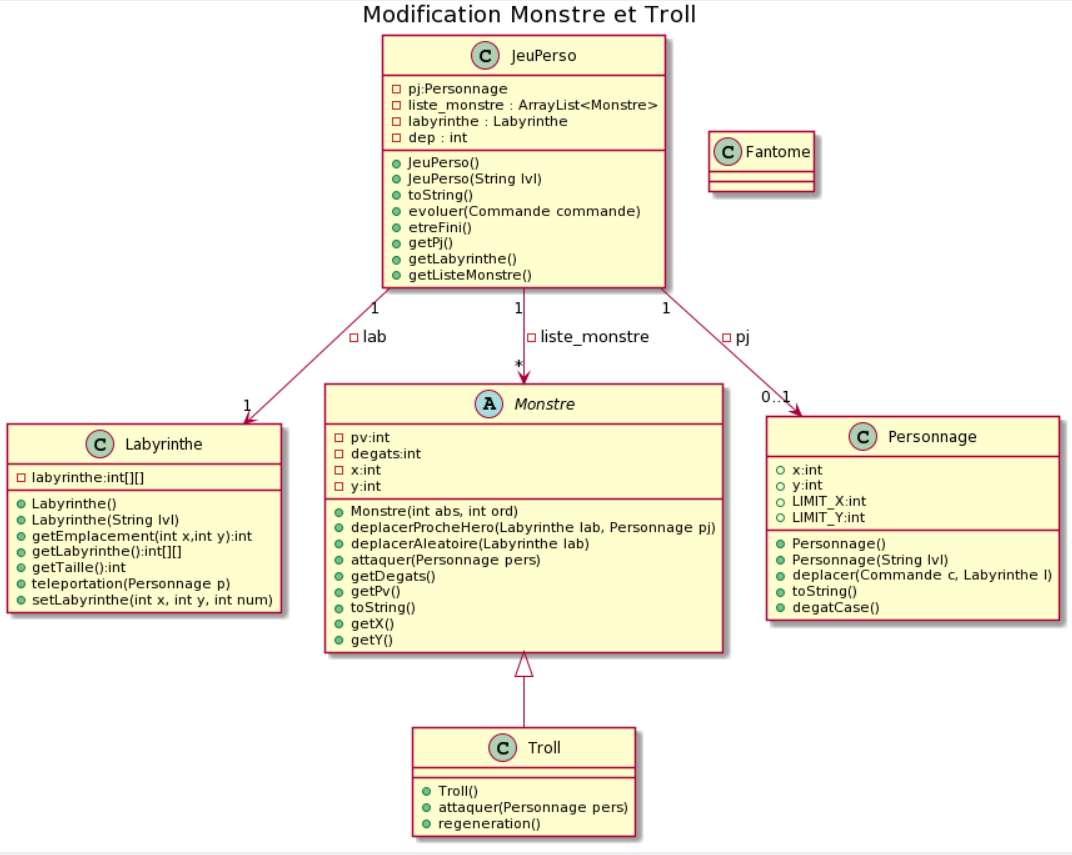 Modification Monstre et Troll
C JeuPerso
pj:Personnage
liste_monstre : ArrayList<Monstre>
labyrinthe : Labyrinthe
dep : int
JeuPerso()
JeuPerso(String lvl)
toString()
evoluer(Commande commande)
etreFini()
getPj()
getLabyrinthe()
getListeMonstre()
C Fantome
1
1
1
lab
liste_monstre
pj
1
*
0..1
C Labyrinthe
labyrinthe:int[][]
Labyrinthe()
Labyrinthe(String lvl)
getEmplacement(int x,int y):int
getLabyrinthe():int[][]
getTaille():int
teleportation(Personnage p)
setLabyrinthe(int x, int y, int num)
A Monstre
pv:int
degats:int
x:int
y:int
Monstre(int abs, int ord)
deplacerProcheHero(Labyrinthe lab, Personnage pj)
deplacerAleatoire(Labyrinthe lab)
attaquer(Personnage pers)
getDegats()
getPv()
toString()
getX()
getY()
C Personnage
x:int
y:int
LIMIT_X:int
LIMIT_Y:int
Personnage()
Personnage(String lvl)
deplacer(Commande c, Labyrinthe l)
toString()
degatCase()
C Troll
Troll()
attaquer(Personnage pers)
regeneration()